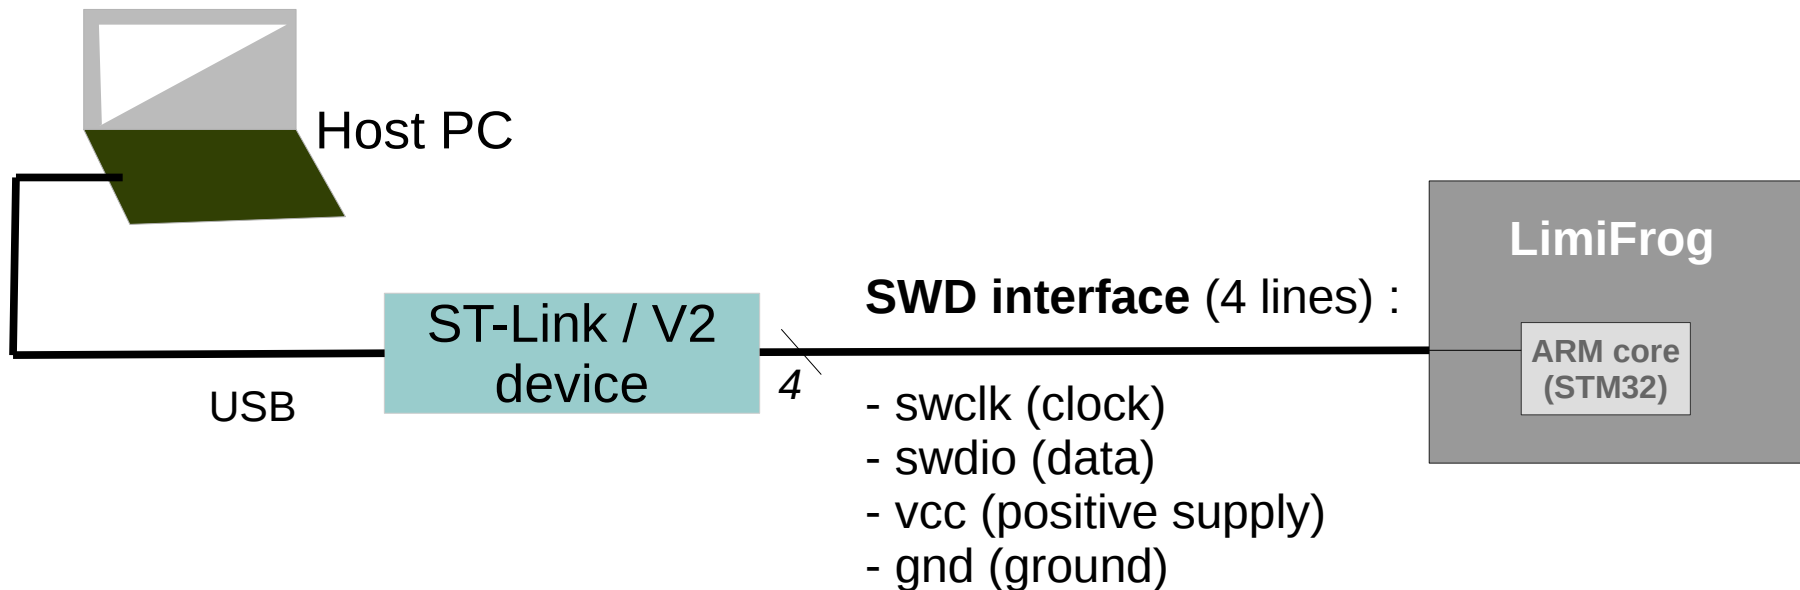 Host PC
LimiFrog
SWD interface (4 lines) :
ST-Link / V2
device
4
ARM core
(STM32)
USB
- swclk (clock)
- swdio (data)
- vcc (positive supply)
- gnd (ground)